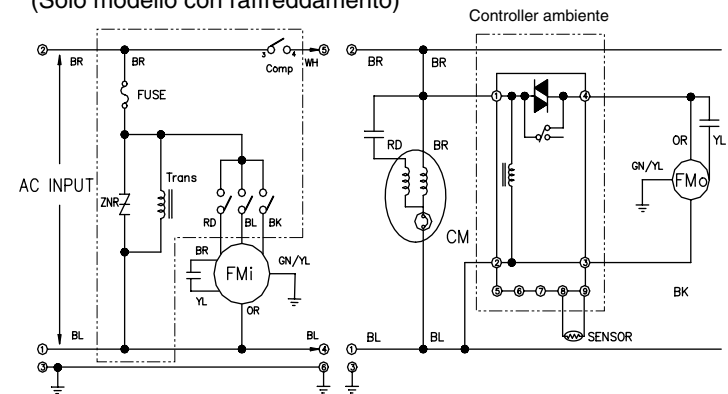 (Solo modello con raffreddamento)
Controller ambiente
2 BR BR 3 4 WH 5 2 BR BR
Comp
FUSE
1 4
RD BR OR YL
Trans
GN/YL FMo
AC INPUT ZNR
RD BL BK
CM
BR GN/YL
FMi
2 3
YL OR
5 6 7 8 9 BK
SENSOR
1 BL BL 4 1 BL BL
3 6 3